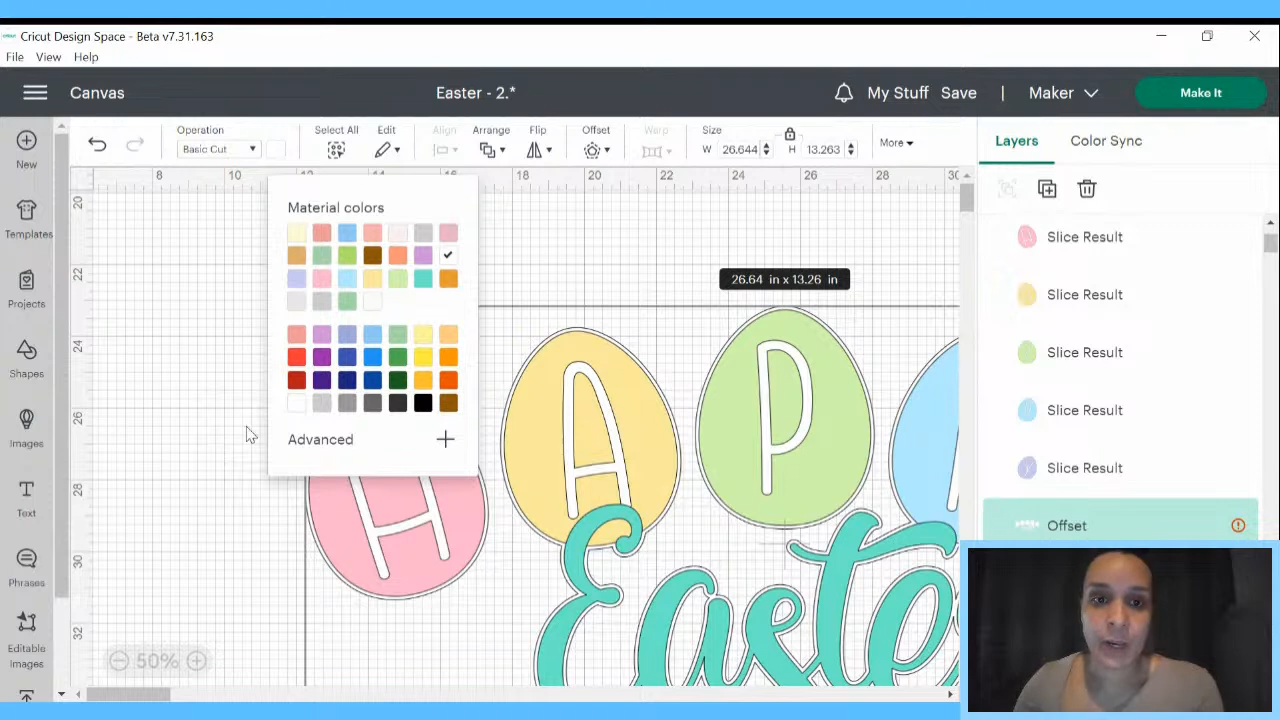 Cricut Design Space - Beta v7.31.163
File View Help
Canvas
Easter - 2.*
My Stuff Save | Maker
Make It
Operation
Basic Cut
Select All
Edit
Align
Arrange
Flip
Offset
Warp
Size
W 26.644 H 13.263
More
Layers
Color Sync
New
Templates
Projects
Shapes
Images
Text
Phrases
Editable
Images
8 10 14 18 20 22 24 26 28 30
20
22
24
26
28
30
32
Material colors
Advanced
26.64 in x 13.26 in
H A P
Easte
50%
Slice Result
Slice Result
Slice Result
Slice Result
Slice Result
Offset